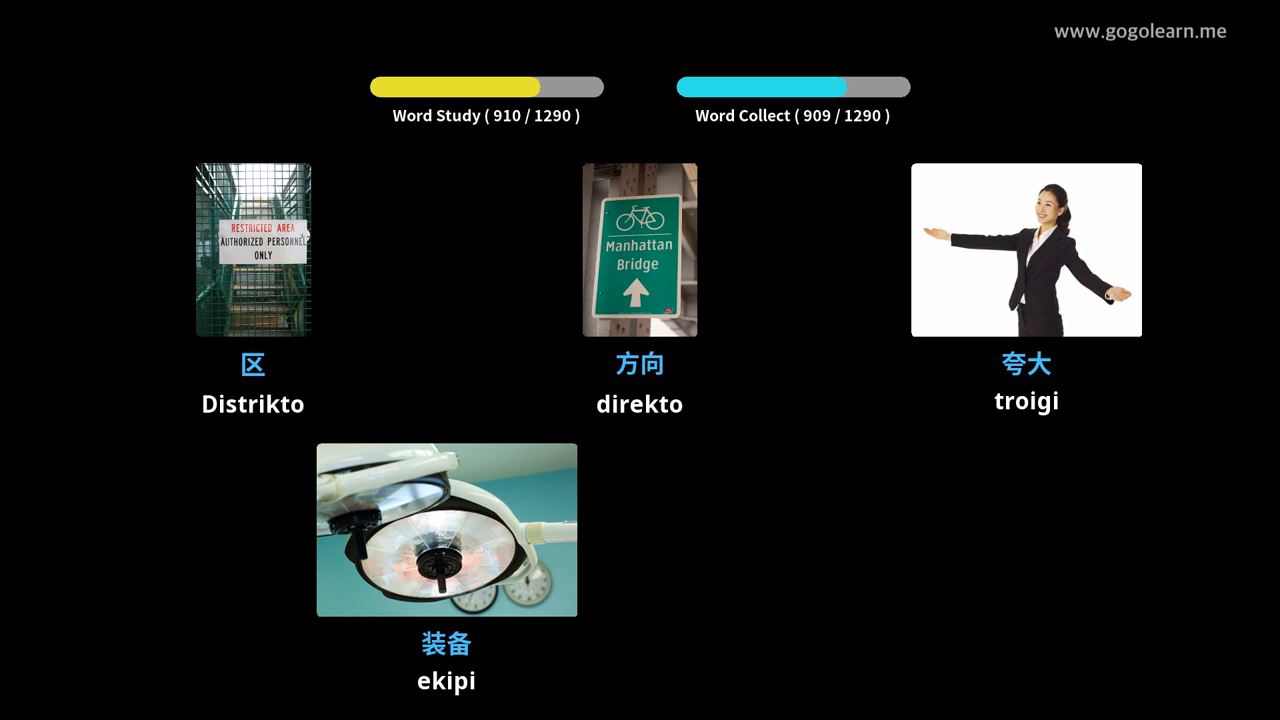 www.gogolearn.me
Word Study ( 910 / 1290 )
Word Collect ( 909 / 1290 )
RESTRICTED AREA
AUTHORIZED PERSONNEL
ONLY
Manhattan
Bridge
区
方向
夸大
Distrikto
direkto
troigi
装备
ekipi